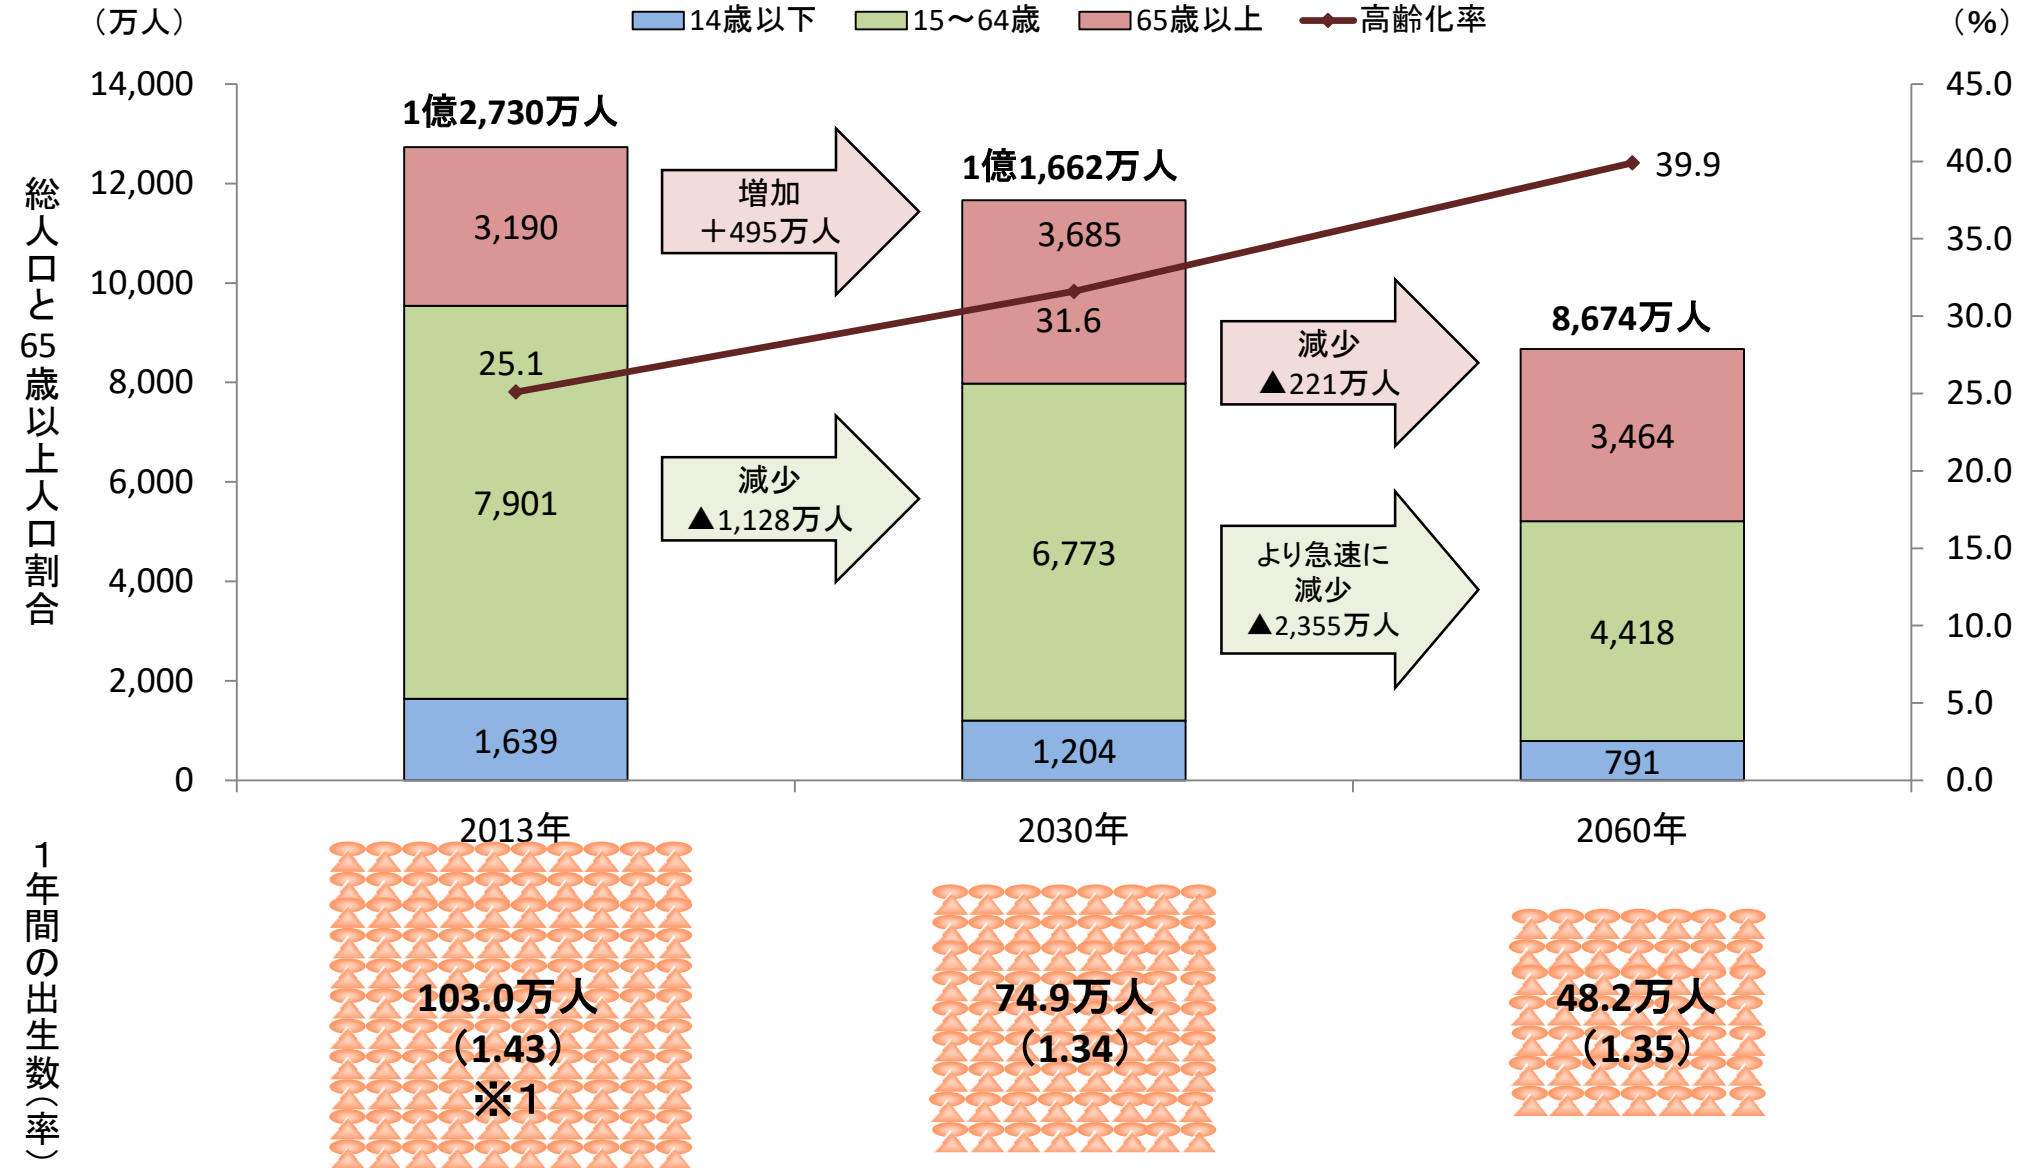 （万人）
14歳以下
15～64歳
65歳以上
高齢化率
（%）
14,000
12,000
10,000
8,000
6,000
4,000
2,000
0
45.0
40.0
35.0
30.0
25.0
20.0
15.0
10.0
5.0
0.0
総人口と65歳以上人口割合
1億2,730万人
3,190
25.1
7,901
1,639
増加
＋495万人
減少
▲1,128万人
1億1,662万人
3,685
31.6
6,773
1,204
減少
▲221万人
より急速に
減少
▲2,355万人
39.9
8,674万人
3,464
4,418
791
2013年
2030年
2060年
１年間の出生数（率）
103.0万人
（1.43）
※１
74.9万人
（1.34）
48.2万人
（1.35）